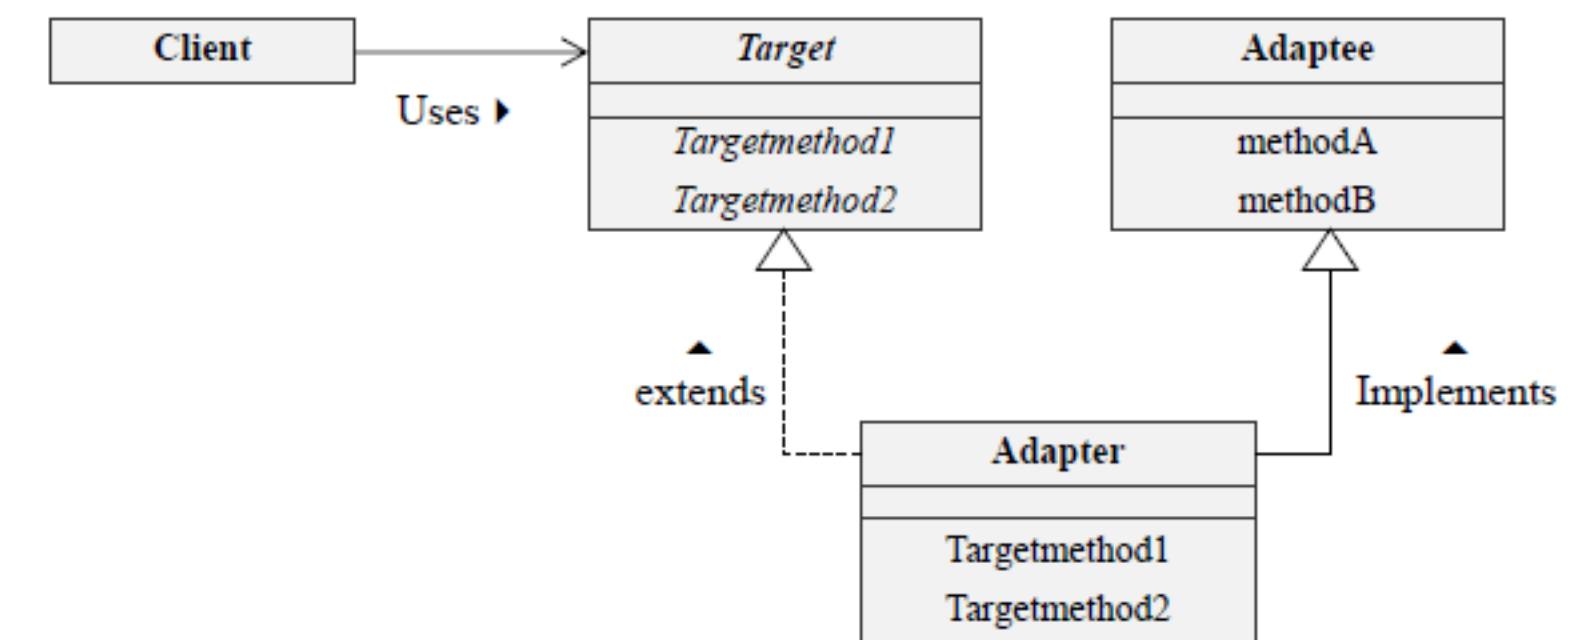 Client
Uses
Target
Targetmethod1
Targetmethod2
Adaptee
methodA
methodB
extends
Implements
Adapter
Targetmethod1
Targetmethod2